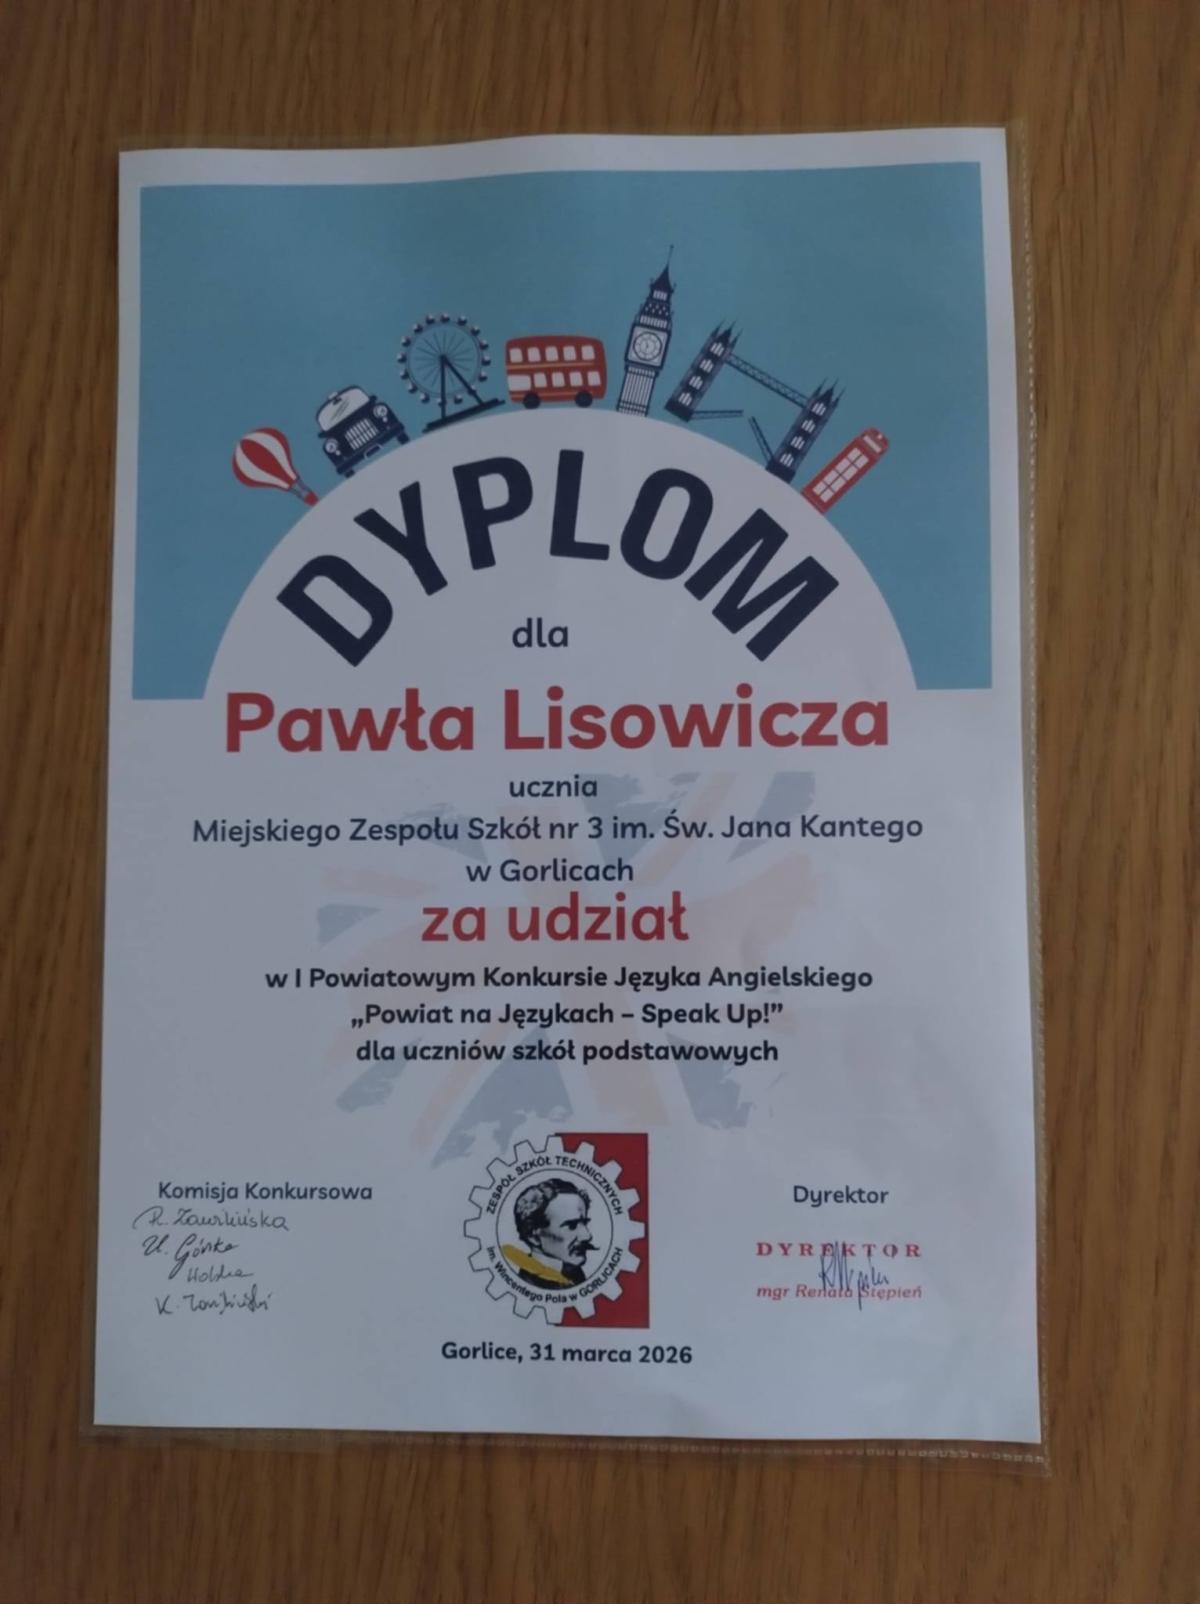 DYPLOM
dla
Pawła Lisowicza
ucznia
Miejskiego Zespołu Szkół nr 3 im. Św. Jana Kantego
w Gorlicach
za udział
w I Powiatowym Konkursie Języka Angielskiego
„Powiat na Językach – Speak Up!”
dla uczniów szkół podstawowych
Komisja Konkursowa
U. Górka
ZESPÓŁ SZKÓŁ TECHNICZNYCH
im. Wincentego Pola w GORLICACH
Dyrektor
DYREKTOR
mgr Renata Stępień
Gorlice, 31 marca 2026